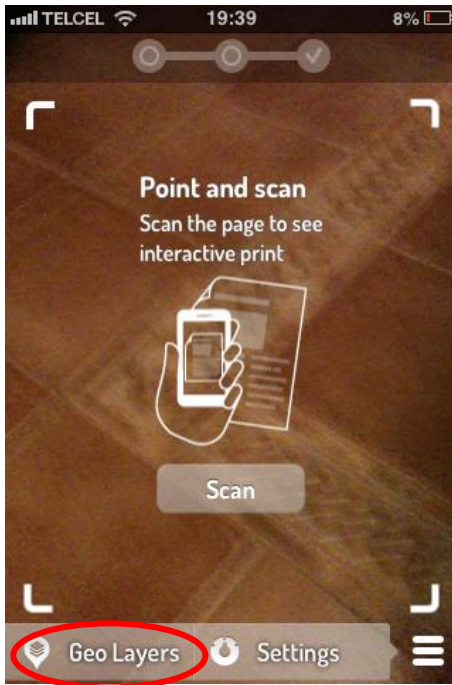 TELCEL 19:39 8%
Point and scan
Scan the page to see
interactive print
Scan
Geo Layers Settings